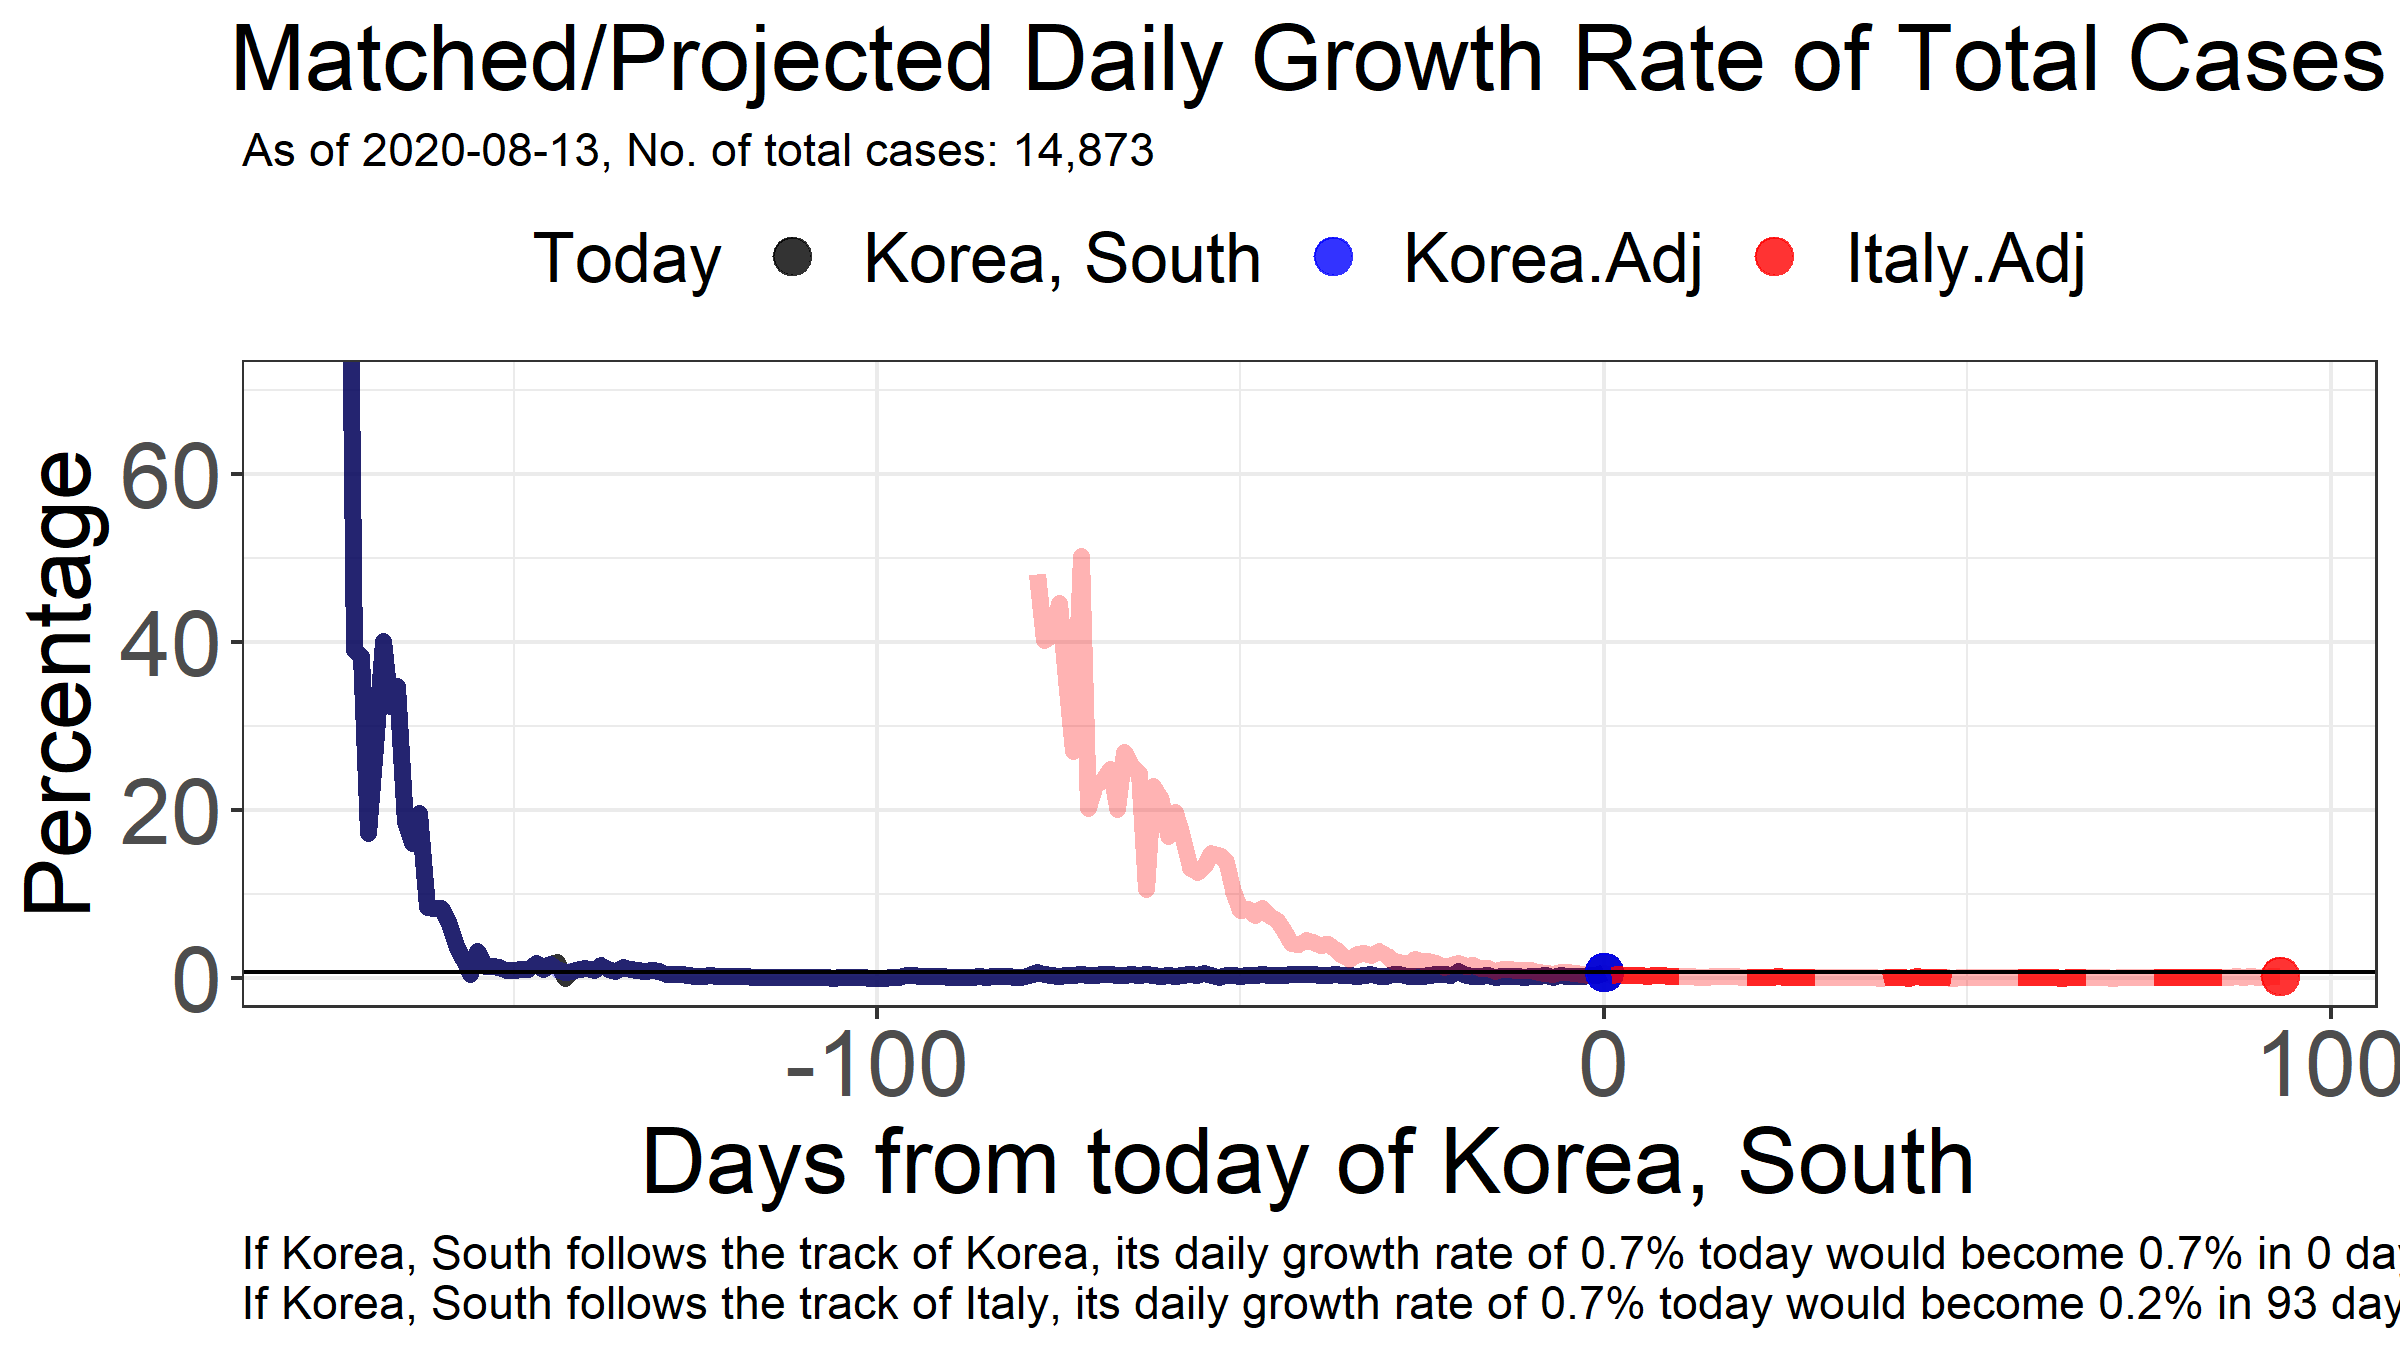 Matched/Projected Daily Growth Rate of Total Cases
As of 2020-08-13, No. of total cases: 14,873
Today Korea, South Korea.Adj Italy.Adj
Percentage
60
40
20
0
-100 0 100
Days from today of Korea, South
If Korea, South follows the track of Korea, its daily growth rate of 0.7% today would become 0.7% in 0 day
If Korea, South follows the track of Italy, its daily growth rate of 0.7% today would become 0.2% in 93 day